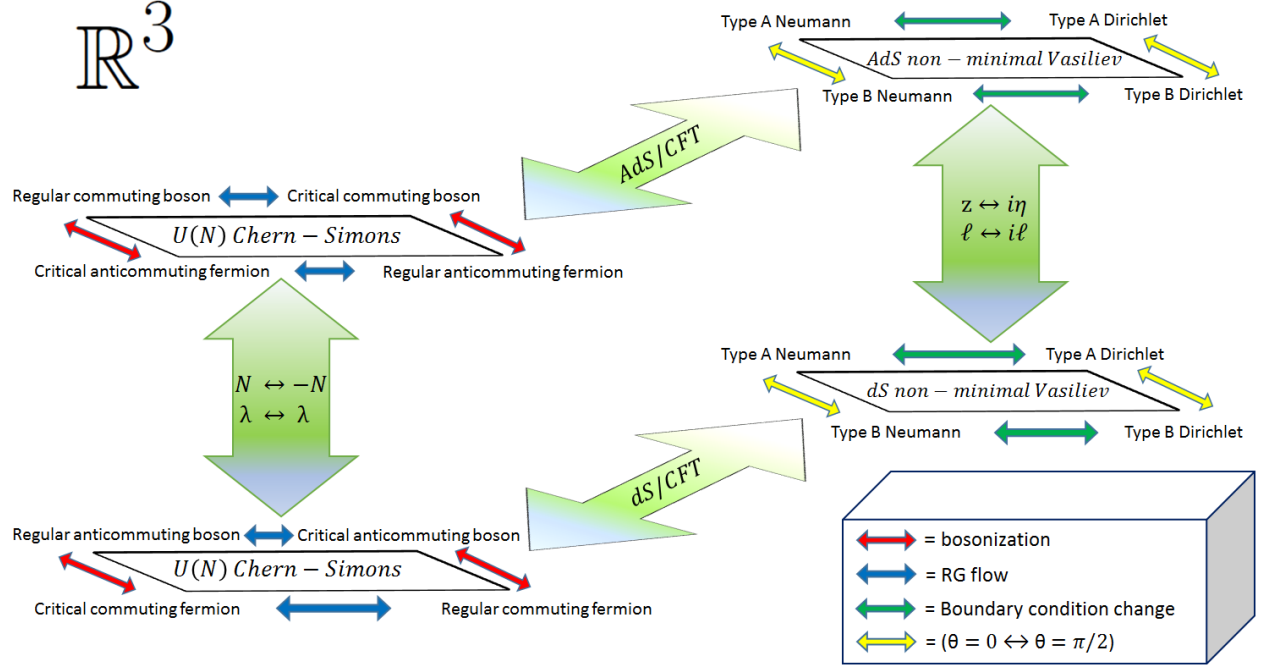 ℝ³
Type A Neumann
Type A Dirichlet
AdS non − minimal Vasiliev
Type B Neumann
Type B Dirichlet
AdS/CFT
Regular commuting boson
Critical commuting boson
U(N) Chern − Simons
Critical anticommuting fermion
Regular anticommuting fermion
z ↔ iη
ℓ ↔ iℓ
N ↔ −N
λ ↔ λ
Type A Neumann
Type A Dirichlet
dS non − minimal Vasiliev
Type B Neumann
Type B Dirichlet
dS/CFT
Regular anticommuting boson
Critical anticommuting boson
U(N) Chern − Simons
Critical commuting fermion
Regular commuting fermion
= bosonization
= RG flow
= Boundary condition change
= (θ = 0 ↔ θ = π/2)